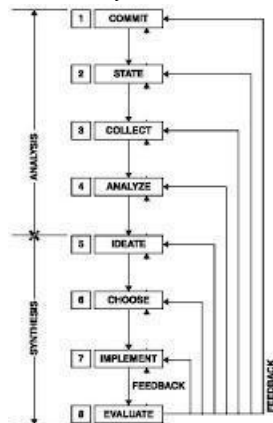 1 COMMIT
2 STATE
3 COLLECT
ANALYSIS
4 ANALYZE
5 IDEATE
6 CHOOSE
SYNTHESIS
7 IMPLEMENT
FEEDBACK
FEEDBACK
8 EVALUATE